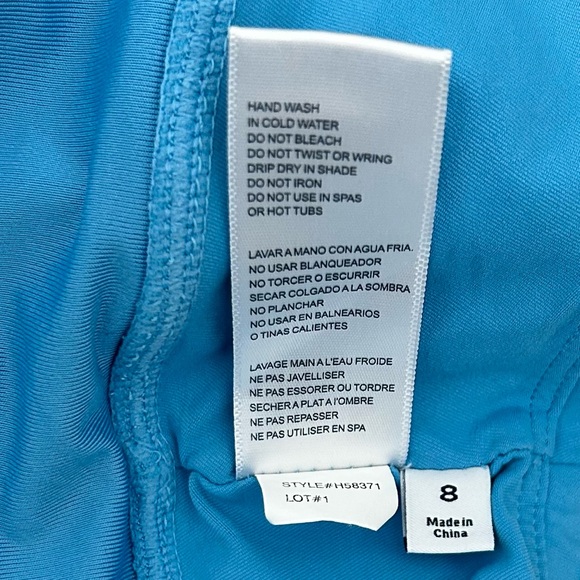 HAND WASH
IN COLD WATER
DO NOT BLEACH
DO NOT TWIST OR WRING
DRIP DRY IN SHADE
DO NOT IRON
DO NOT USE IN SPAS
OR HOT TUBS
LAVAR A MANO CON AGUA FRIA.
NO USAR BLANQUEADOR
NO TORCER O ESCURRIR
SECAR COLGADO A LA SOMBRA
NO PLANCHAR
NO USAR EN BALNEARIOS
O TINAS CALIENTES
LAVAGE MAIN A L'EAU FROIDE
NE PAS JAVELLISER
NE PAS ESSORER OU TORDRE
SECHER A PLAT A l'OMBRE
NE PAS REPASSER
NE PAS UTILISER EN SPA
STYLE#H58371
LOT#1
8
Made in
China